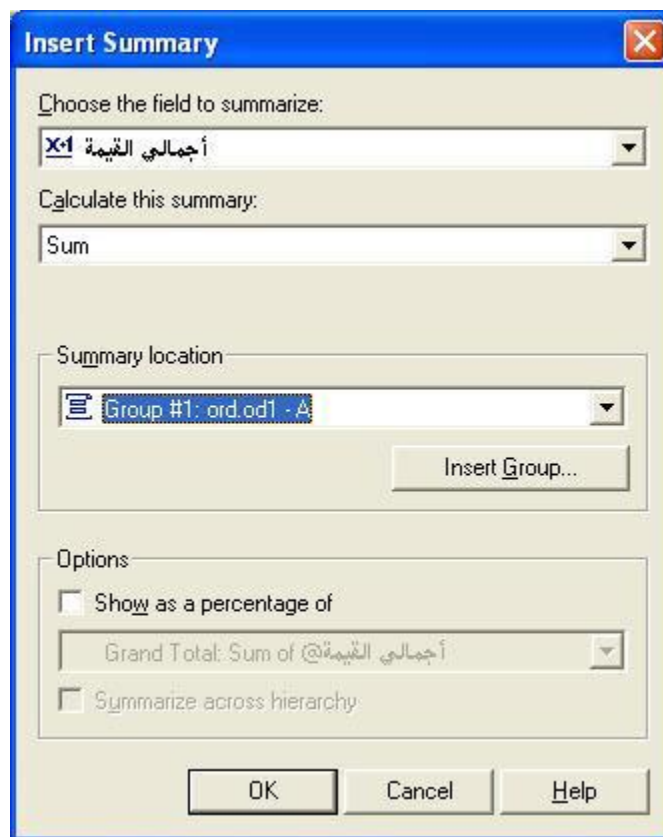 Insert Summary
Choose the field to summarize:
X+1 أجمالي القيمة
Calculate this summary:
Sum
Summary location
Group #1: ord.od1 - A
Insert Group...
Options
Show as a percentage of
Grand Total: Sum of @أجمالي القيمة
Summarize across hierarchy
OK Cancel Help